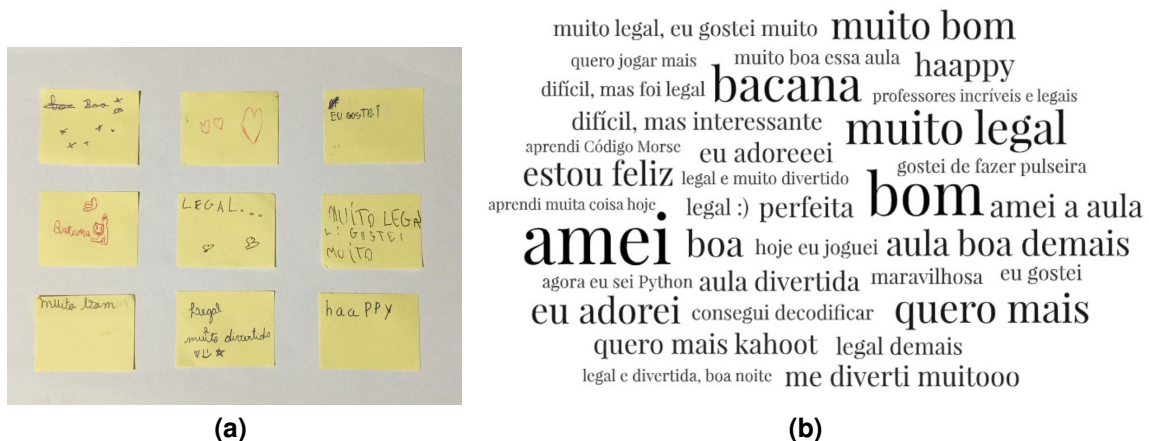 Boa
EU GOSTEI
Bacana
LEGAL...
MUITO LEGA
L! GOSTEI
MUITO
muito bom
Legal
e
muito divertido
haaPPY
(a)
muito legal, eu gostei muito muito bom
quero jogar mais muito boa essa aula haappy
difícil, mas foi legal bacana professores incríveis e legais
difícil, mas interessante muito legal
aprendi Código Morse eu adoreeei gostei de fazer pulseira
estou feliz legal e muito divertido bom
aprendi muita coisa hoje legal :) perfeita amei a aula
amei boa hoje eu joguei aula boa demais
agora eu sei Python aula divertida maravilhosa eu gostei
eu adorei consegui decodificar quero mais
quero mais kahoot legal demais
legal e divertida, boa noite me diverti muitooo
(b)